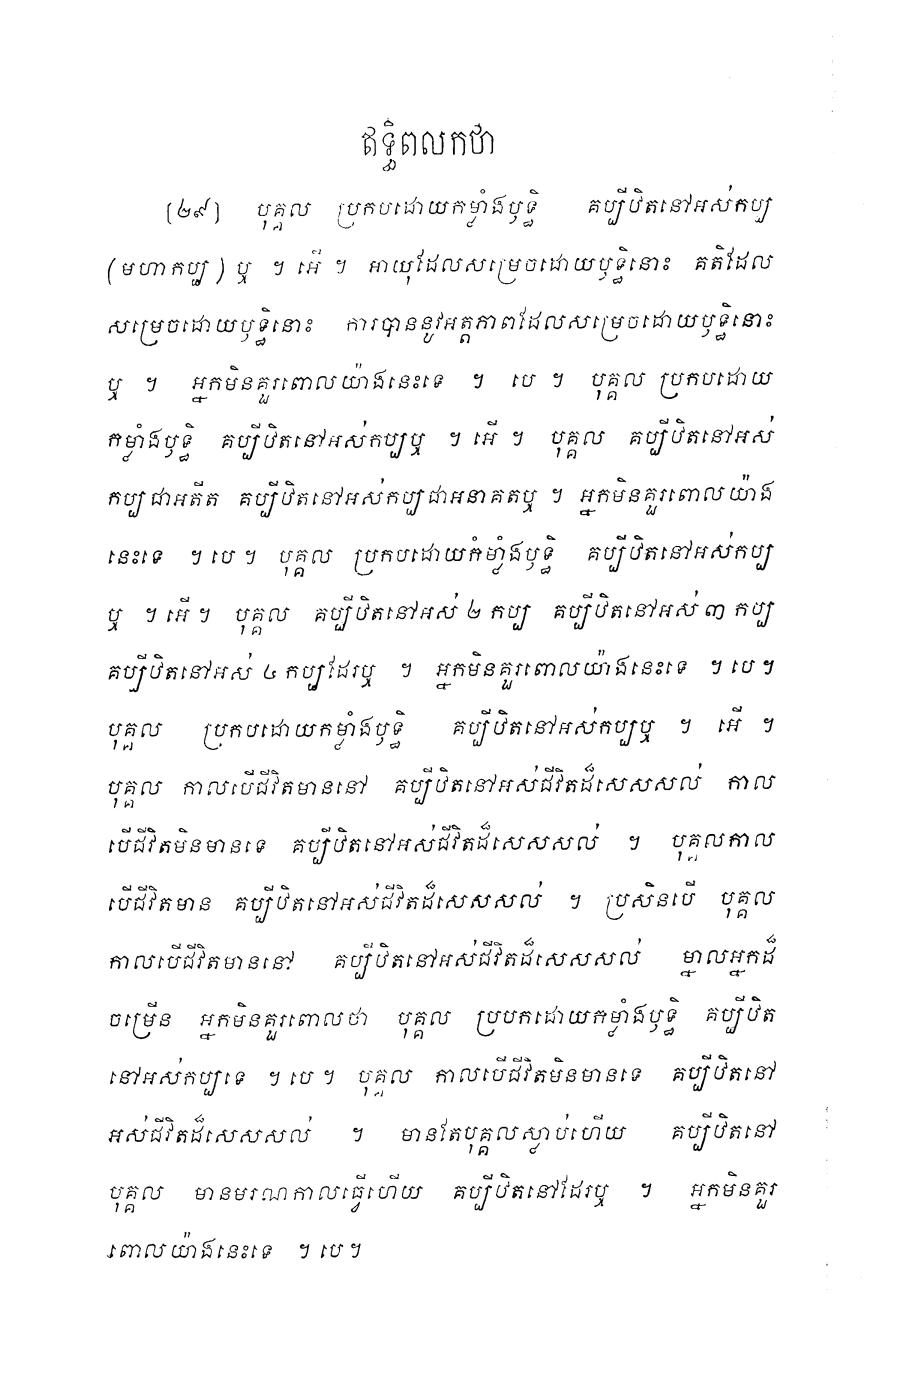 ឥទ្ធិពលកថា
[២៩] បុគ្គល ប្រកបដោយកម្លាំងឫទ្ធិ គប្បីឋិតនៅអស់កប្ប
(មហាកប្ប) ឬ ។ អើ ។ អាយុដែលសម្រេចដោយឫទ្ធិនោះ គតិដែល
សម្រេចដោយឫទ្ធិនោះ ការបាននូវអត្តភាពដែលសម្រេចដោយឫទ្ធិនោះ
ឬ ។ អ្នកមិនគួរពោលយ៉ាងនេះទេ ។ បេ ។ បុគ្គល ប្រកបដោយ
កម្លាំងឫទ្ធិ គប្បីឋិតនៅអស់កប្បឬ ។ អើ ។ បុគ្គល គប្បីឋិតនៅអស់
កប្បជាអតីត គប្បីឋិតនៅអស់កប្បជាអនាគតឬ ។ អ្នកមិនគួរពោលយ៉ាង
នេះទេ ។ បេ ។ បុគ្គល ប្រកបដោយកំម្លាំងឫទ្ធិ គប្បីឋិតនៅអស់កប្ប
ឬ ។ អើ ។ បុគ្គល គប្បីឋិតនៅអស់ ២ កប្ប គប្បីឋិតនៅអស់ ៣ កប្ប
គប្បីឋិតនៅអស់ ៤ កប្បដែរឬ ។ អ្នកមិនគួរពោលយ៉ាងនេះទេ ។ បេ ។
បុគ្គល ប្រកបដោយកម្លាំងឫទ្ធិ គប្បីឋិតនៅអស់កប្បឬ ។ អើ ។
បុគ្គល កាលបើជីវិតមាននៅ គប្បីឋិតនៅអស់ជីវិតដ៏សេសសល់ កាល
បើជីវិតមិនមានទេ គប្បីឋិតនៅអស់ជីវិតដ៏សេសសល់ ។ បុគ្គលកាល
បើជីវិតមាន គប្បីឋិតនៅអស់ជីវិតដ៏សេសសល់ ។ ប្រសិនបើ បុគ្គល
កាលបើជីវិតមាននៅ គប្បីឋិតនៅអស់ជីវិតដ៏សេសសល់ ម្នាលអ្នកដ៏
ចម្រើន អ្នកមិនគួរពោលថា បុគ្គល ប្របកដោយកម្លាំងឫទ្ធិ គប្បីឋិត
នៅអស់កប្បទេ ។ បេ ។ បុគ្គល កាលបើជីវិតមិនមានទេ គប្បីឋិតនៅ
អស់ជីវិតដ៏សេសសល់ ។ មានតែបុគ្គលស្លាប់ហើយ គប្បីឋិតនៅ
បុគ្គល មានមរណកាលធ្វើហើយ គប្បីឋិតនៅដែរឬ ។ អ្នកមិនគួរ
ពោលយ៉ាងនេះទេ ។ បេ ។